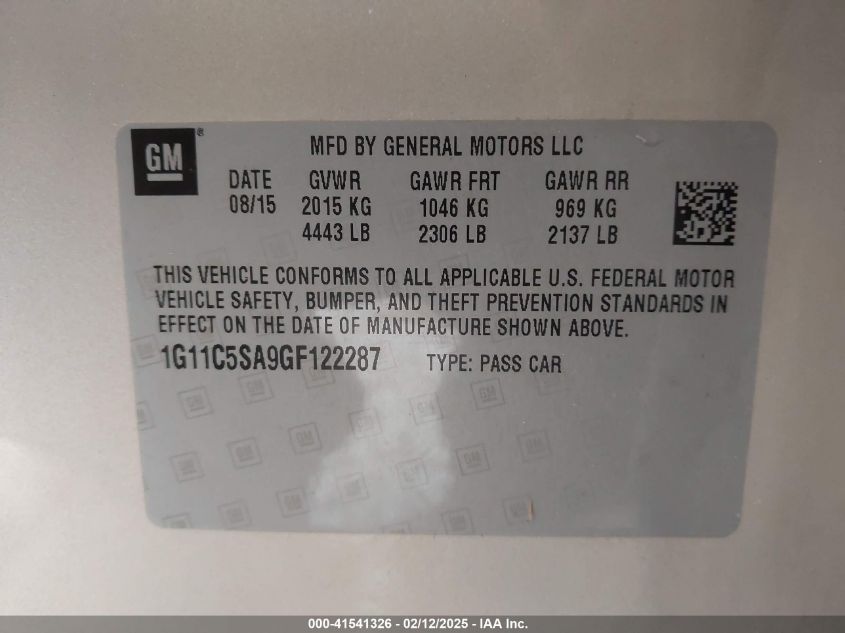 GM®
MFD BY GENERAL MOTORS LLC
DATE GVWR GAWR FRT GAWR RR
08/15 2015 KG 1046 KG 969 KG
4443 LB 2306 LB 2137 LB
THIS VEHICLE CONFORMS TO ALL APPLICABLE U.S. FEDERAL MOTOR
VEHICLE SAFETY, BUMPER, AND THEFT PREVENTION STANDARDS IN
EFFECT ON THE DATE OF MANUFACTURE SHOWN ABOVE.
1G11C5SA9GF122287 TYPE: PASS CAR
000-41541326 - 02/12/2025 - IAA Inc.